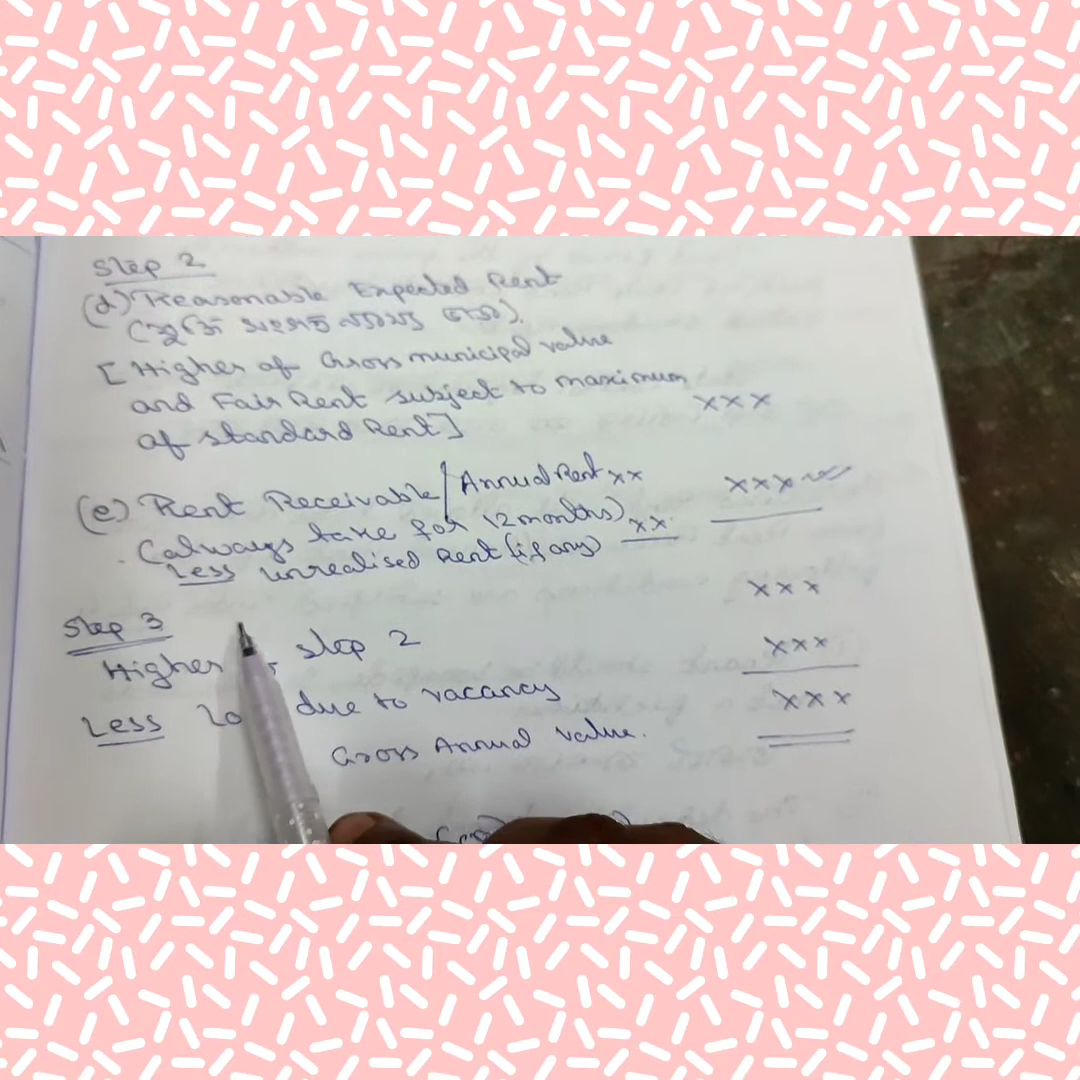 Step 2
(d) Reasonable Expected Rent
[Higher of Gross municipal value
and Fair Rent subject to maximum xxx
of standard Rent]
(e) Rent Receivable/Annual Rent xx xxx
(always take for 12 months) xx
Less unrealised Rent (if any)
xxx
Step 3
Higher step 2 xxx
Less due to vacancy xxx
Gross Annual value.